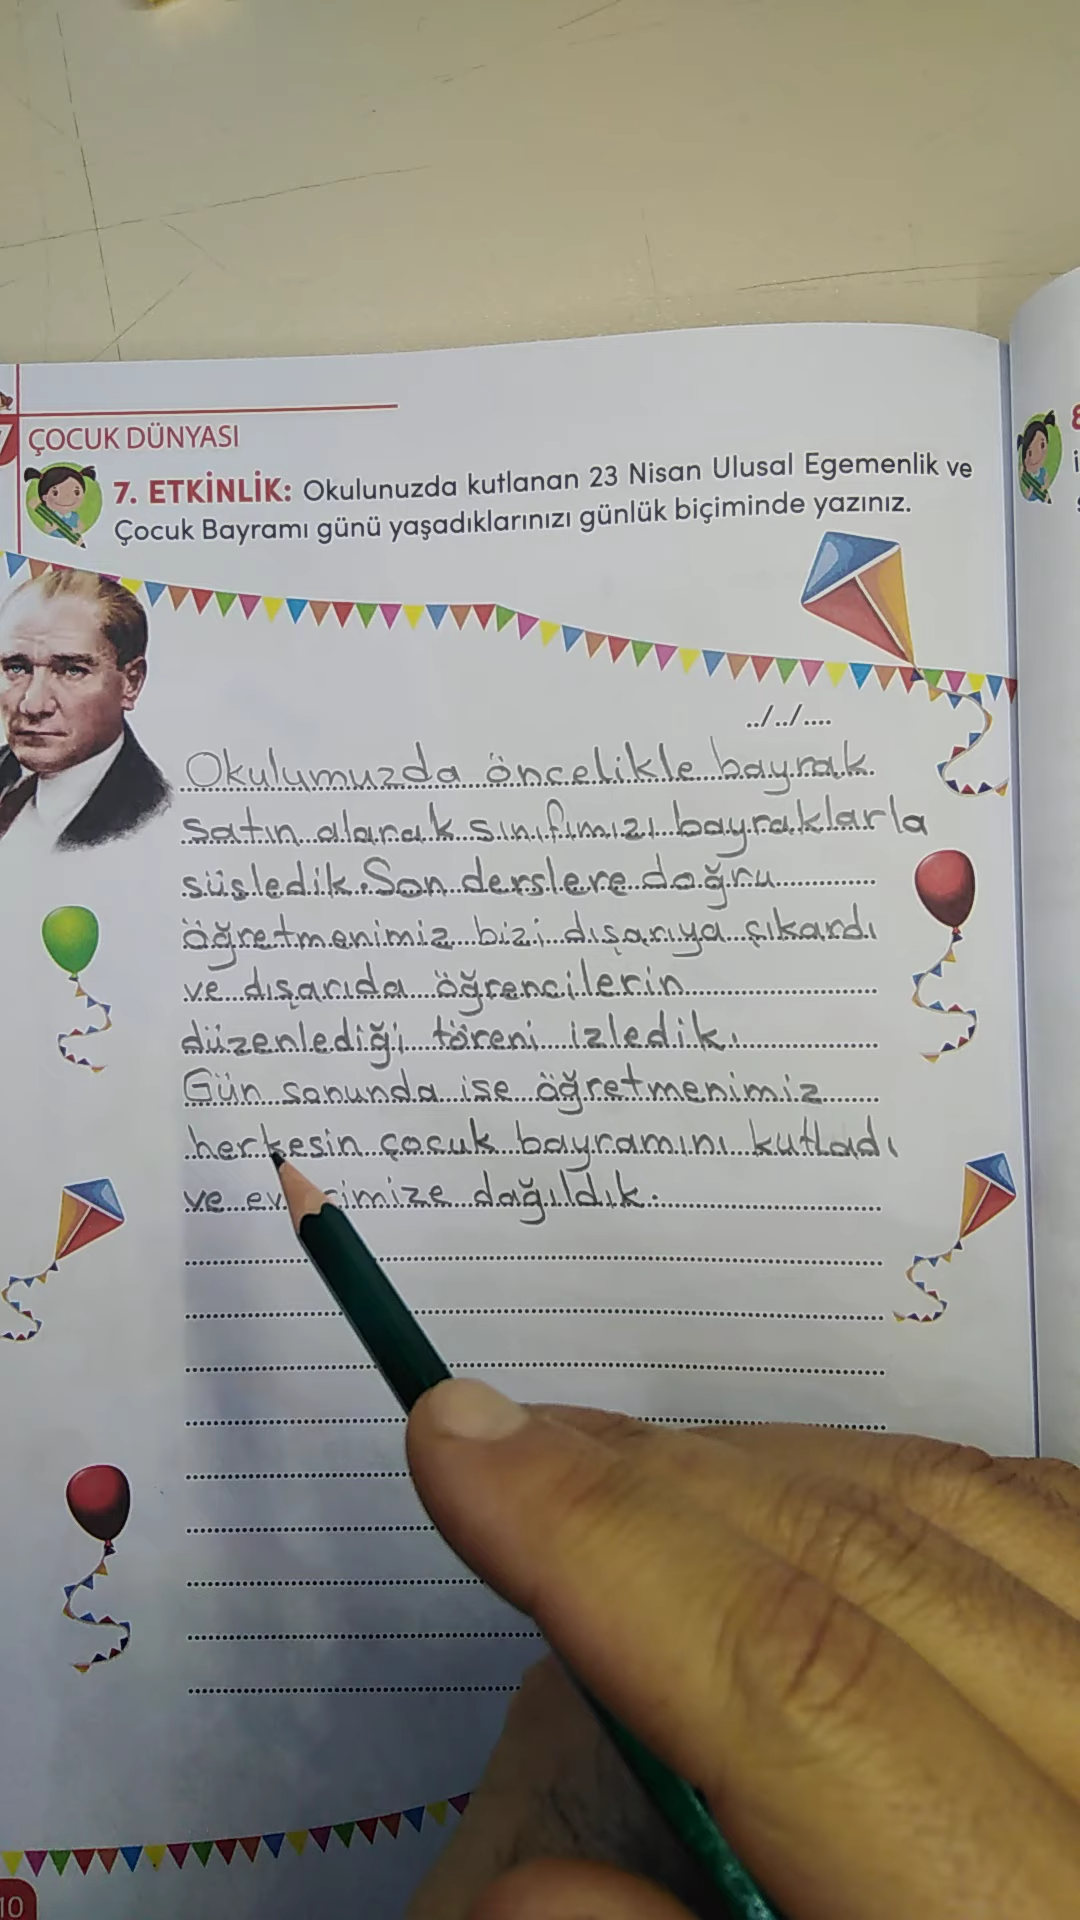 7 ÇOCUK DÜNYASI
7. ETKİNLİK: Okulunuzda kutlanan 23 Nisan Ulusal Egemenlik ve
Çocuk Bayramı günü yaşadıklarınızı günlük biçiminde yazınız.
../../....
Okulumuzda öncelikle bayrak
satın alarak sınıfımızı bayraklarla
süsledik. Son derslere doğru
öğretmenimiz bizi dışarıya çıkardı
ve dışarıda öğrencilerin
düzenlediği töreni izledik.
Gün sonunda ise öğretmenimiz
herkesin çocuk bayramını kutladı
ve dağıldık.
10